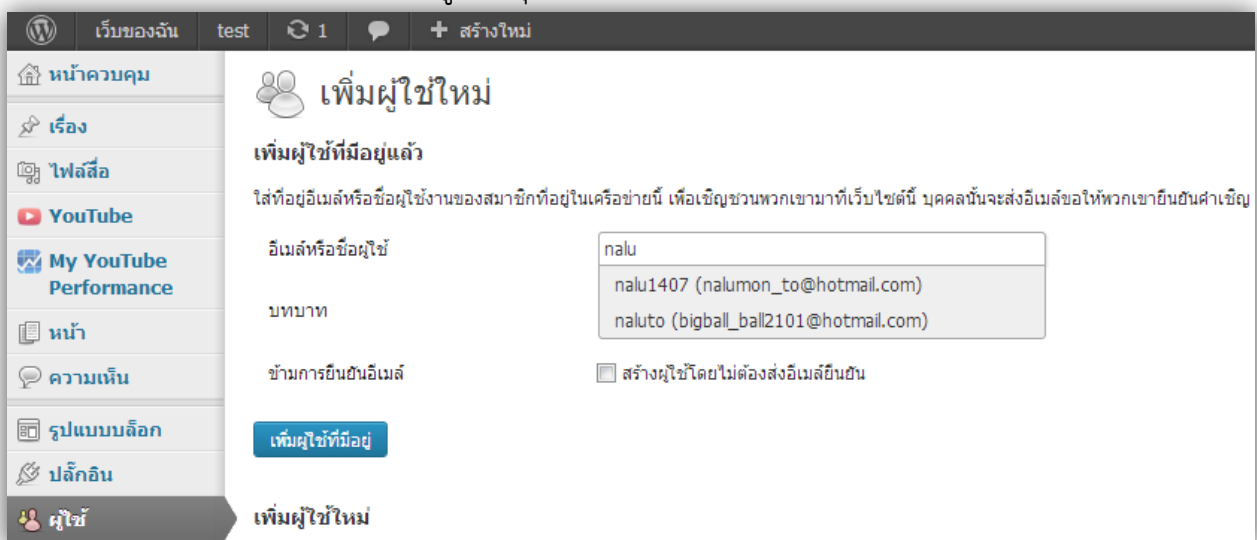 เว็บของฉัน test 1 + สร้างใหม่
หน้าควบคุม
เรื่อง
ไฟล์สื่อ
YouTube
My YouTube
Performance
หน้า
ความเห็น
รูปแบบบล็อก
ปลั๊กอิน
ผู้ใช้
เพิ่มผู้ใช้ใหม่
เพิ่มผู้ใช้ที่มีอยู่แล้ว
ใส่ที่อยู่อีเมล์หรือชื่อผู้ใช้งานของสมาชิกที่อยู่ในเครือข่ายนี้ เพื่อเชิญชวนพวกเขามาที่เว็บไซต์นี้ บุคคลนั้นจะส่งอีเมล์ขอให้พวกเขายืนยันคำเชิญ
อีเมล์หรือชื่อผู้ใช้ nalu
nalu1407 (nalumon_to@hotmail.com)
บทบาท naluto (bigball_ball2101@hotmail.com)
ข้ามการยืนยันอีเมล์ สร้างผู้ใช้โดยไม่ต้องส่งอีเมล์ยืนยัน
เพิ่มผู้ใช้ที่มีอยู่
เพิ่มผู้ใช้ใหม่